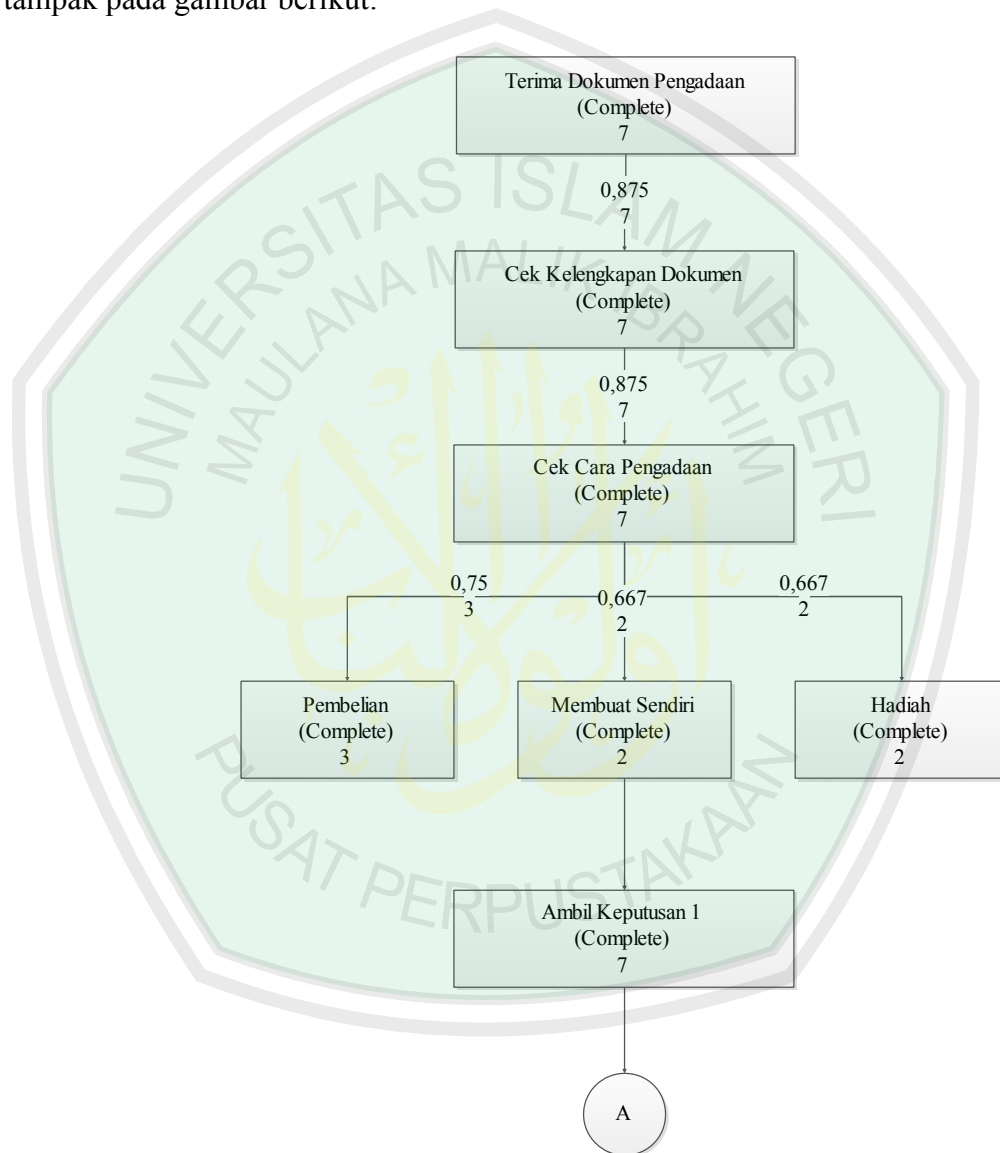 tampak pada gambar berikut:
Terima Dokumen Pengadaan
(Complete)
7
0,875
7
Cek Kelengkapan Dokumen
(Complete)
7
0,875
7
Cek Cara Pengadaan
(Complete)
7
0,75
3
0,667
2
0,667
2
Pembelian
(Complete)
3
Membuat Sendiri
(Complete)
2
Hadiah
(Complete)
2
Ambil Keputusan 1
(Complete)
7
A
UNIVERSITAS ISLAM NEGERI
MAULANA MALIK IBRAHIM
PUSAT PERPUSTAKAAN